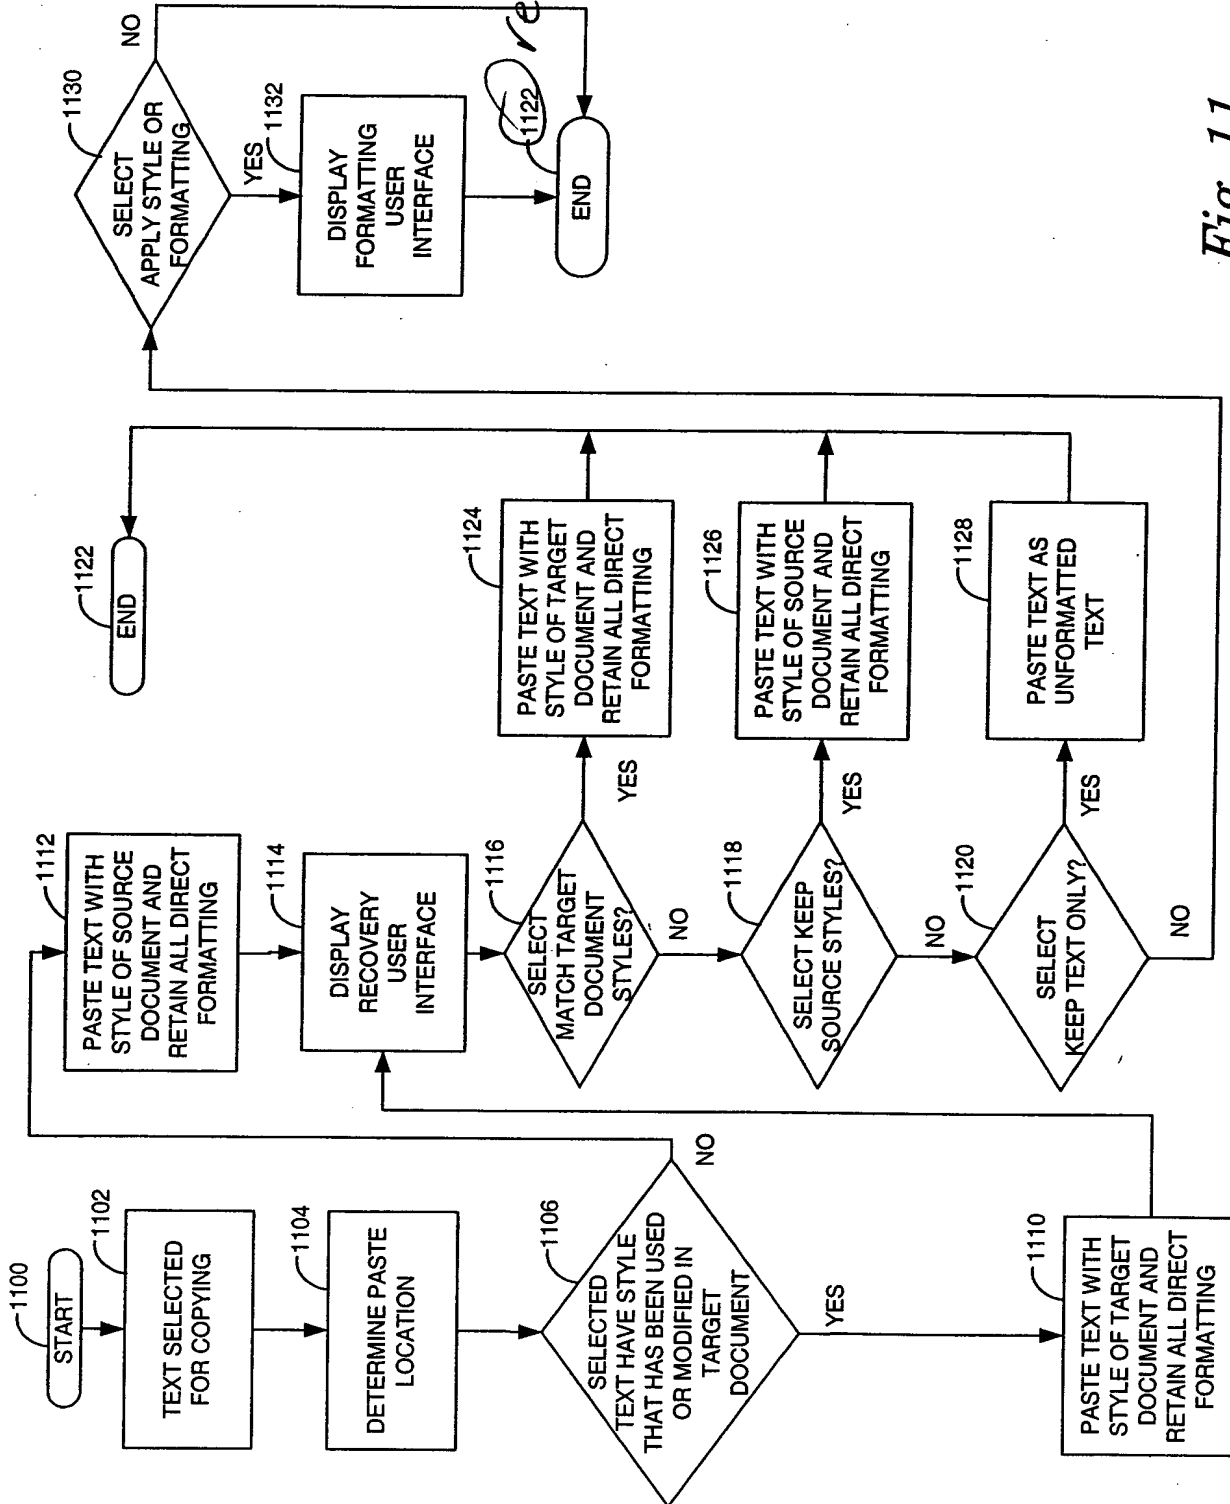 1100
START
1102
TEXT SELECTED
FOR COPYING
1104
DETERMINE PASTE
LOCATION
1106
SELECTED
TEXT HAVE STYLE
THAT HAS BEEN USED
OR MODIFIED IN
TARGET
DOCUMENT
NO
YES
1110
PASTE TEXT WITH
STYLE OF TARGET
DOCUMENT AND
RETAIN ALL DIRECT
FORMATTING
1112
PASTE TEXT WITH
STYLE OF SOURCE
DOCUMENT AND
RETAIN ALL DIRECT
FORMATTING
1114
DISPLAY
RECOVERY
USER
INTERFACE
1116
SELECT
MATCH TARGET
DOCUMENT
STYLES?
YES
NO
1118
SELECT KEEP
SOURCE STYLES?
YES
NO
1120
SELECT
KEEP TEXT ONLY?
YES
NO
1122
END
1124
PASTE TEXT WITH
STYLE OF TARGET
DOCUMENT AND
RETAIN ALL DIRECT
FORMATTING
1126
PASTE TEXT WITH
STYLE OF SOURCE
DOCUMENT AND
RETAIN ALL DIRECT
FORMATTING
1128
PASTE TEXT AS
UNFORMATTED
TEXT
1130
SELECT
APPLY STYLE OR
FORMATTING
NO
YES
1132
DISPLAY
FORMATTING
USER
INTERFACE
1122
re
END
Fig. 11